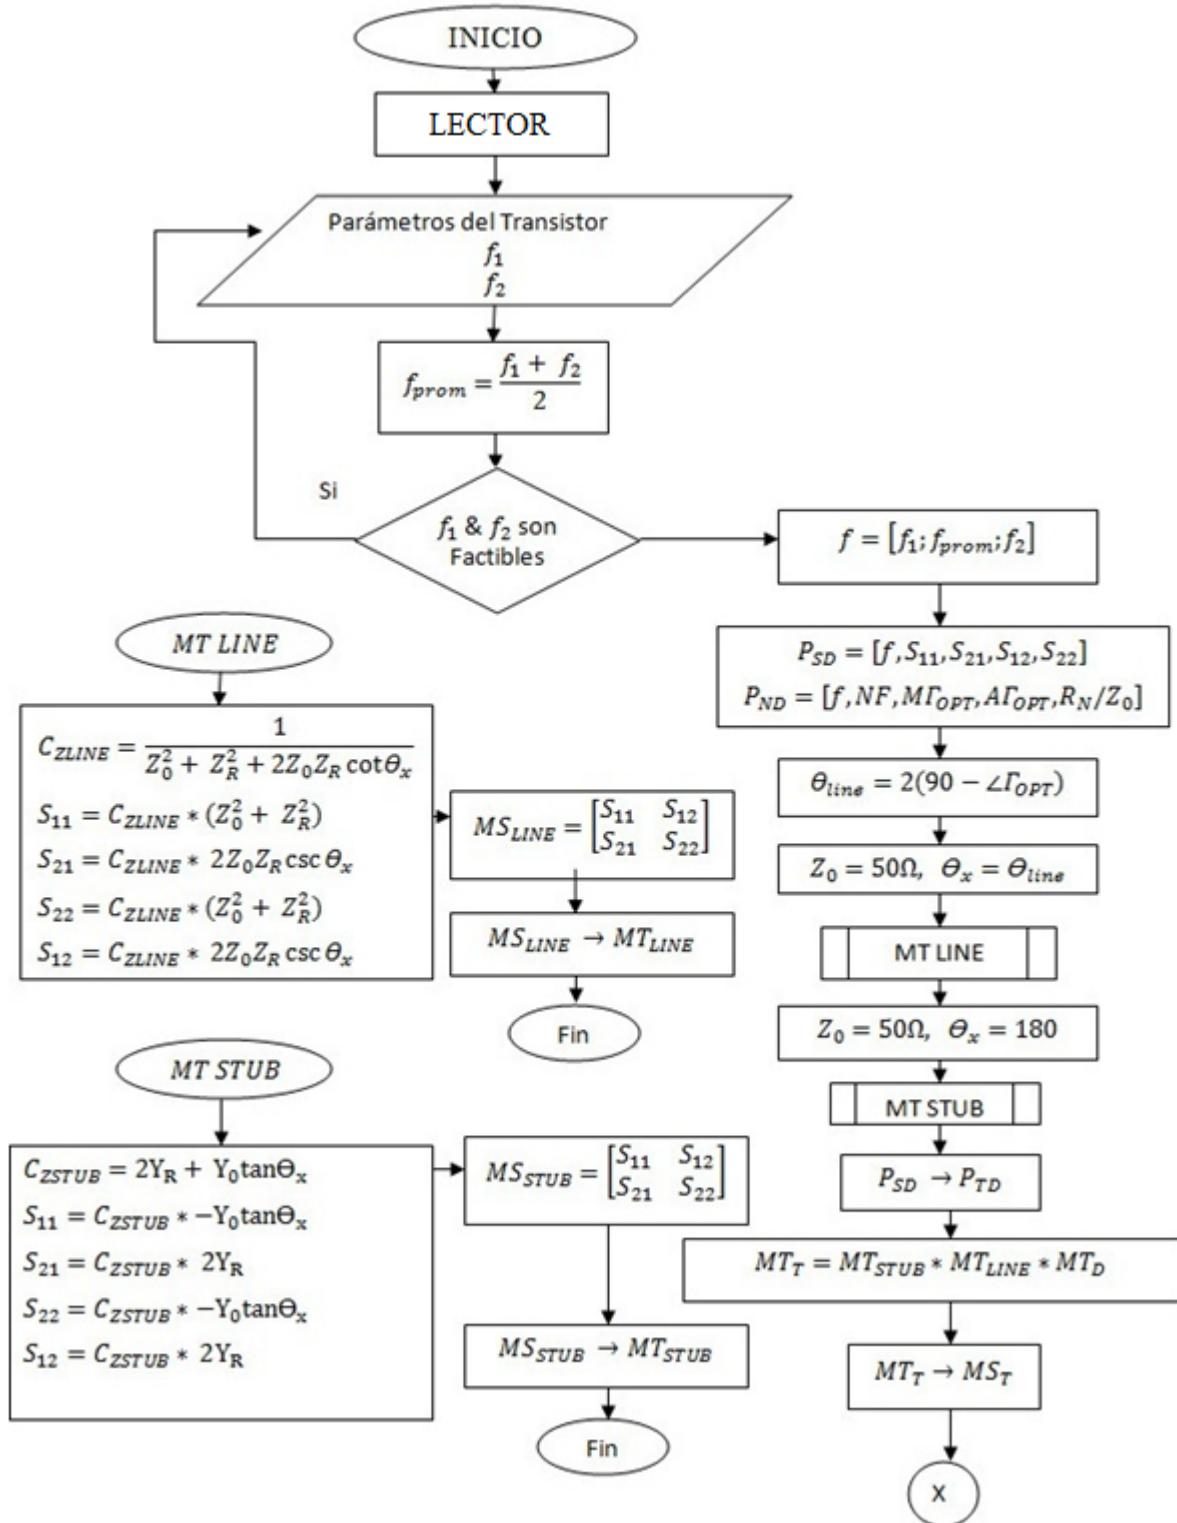 INICIO
LECTOR
Parámetros del Transistor
f₁
f₂
f_prom = (f₁ + f₂)/2
Si
f₁ & f₂ son
Factibles
f = [f₁; f_prom; f₂]
P_SD = [f, S₁₁, S₂₁, S₁₂, S₂₂]
P_ND = [f, NF, MΓ_OPT, AΓ_OPT, R_N/Z₀]
Θ_line = 2(90 − ∠Γ_OPT)
Z₀ = 50Ω, Θ_x = Θ_line
MT LINE
Z₀ = 50Ω, Θ_x = 180
MT STUB
P_SD → P_TD
MT_T = MT_STUB * MT_LINE * MT_D
MT_T → MS_T
X
MT LINE
C_ZLINE = 1/(Z₀² + Z_R² + 2Z₀Z_R cotθ_x)
S₁₁ = C_ZLINE * (Z₀² + Z_R²)
S₂₁ = C_ZLINE * 2Z₀Z_R csc θ_x
S₂₂ = C_ZLINE * (Z₀² + Z_R²)
S₁₂ = C_ZLINE * 2Z₀Z_R csc θ_x
MS_LINE = [S₁₁ S₁₂
S₂₁ S₂₂]
MS_LINE → MT_LINE
Fin
MT STUB
C_ZSTUB = 2Y_R + Y₀tanΘ_x
S₁₁ = C_ZSTUB * −Y₀tanΘ_x
S₂₁ = C_ZSTUB * 2Y_R
S₂₂ = C_ZSTUB * −Y₀tanΘ_x
S₁₂ = C_ZSTUB * 2Y_R
MS_STUB = [S₁₁ S₁₂
S₂₁ S₂₂]
MS_STUB → MT_STUB
Fin